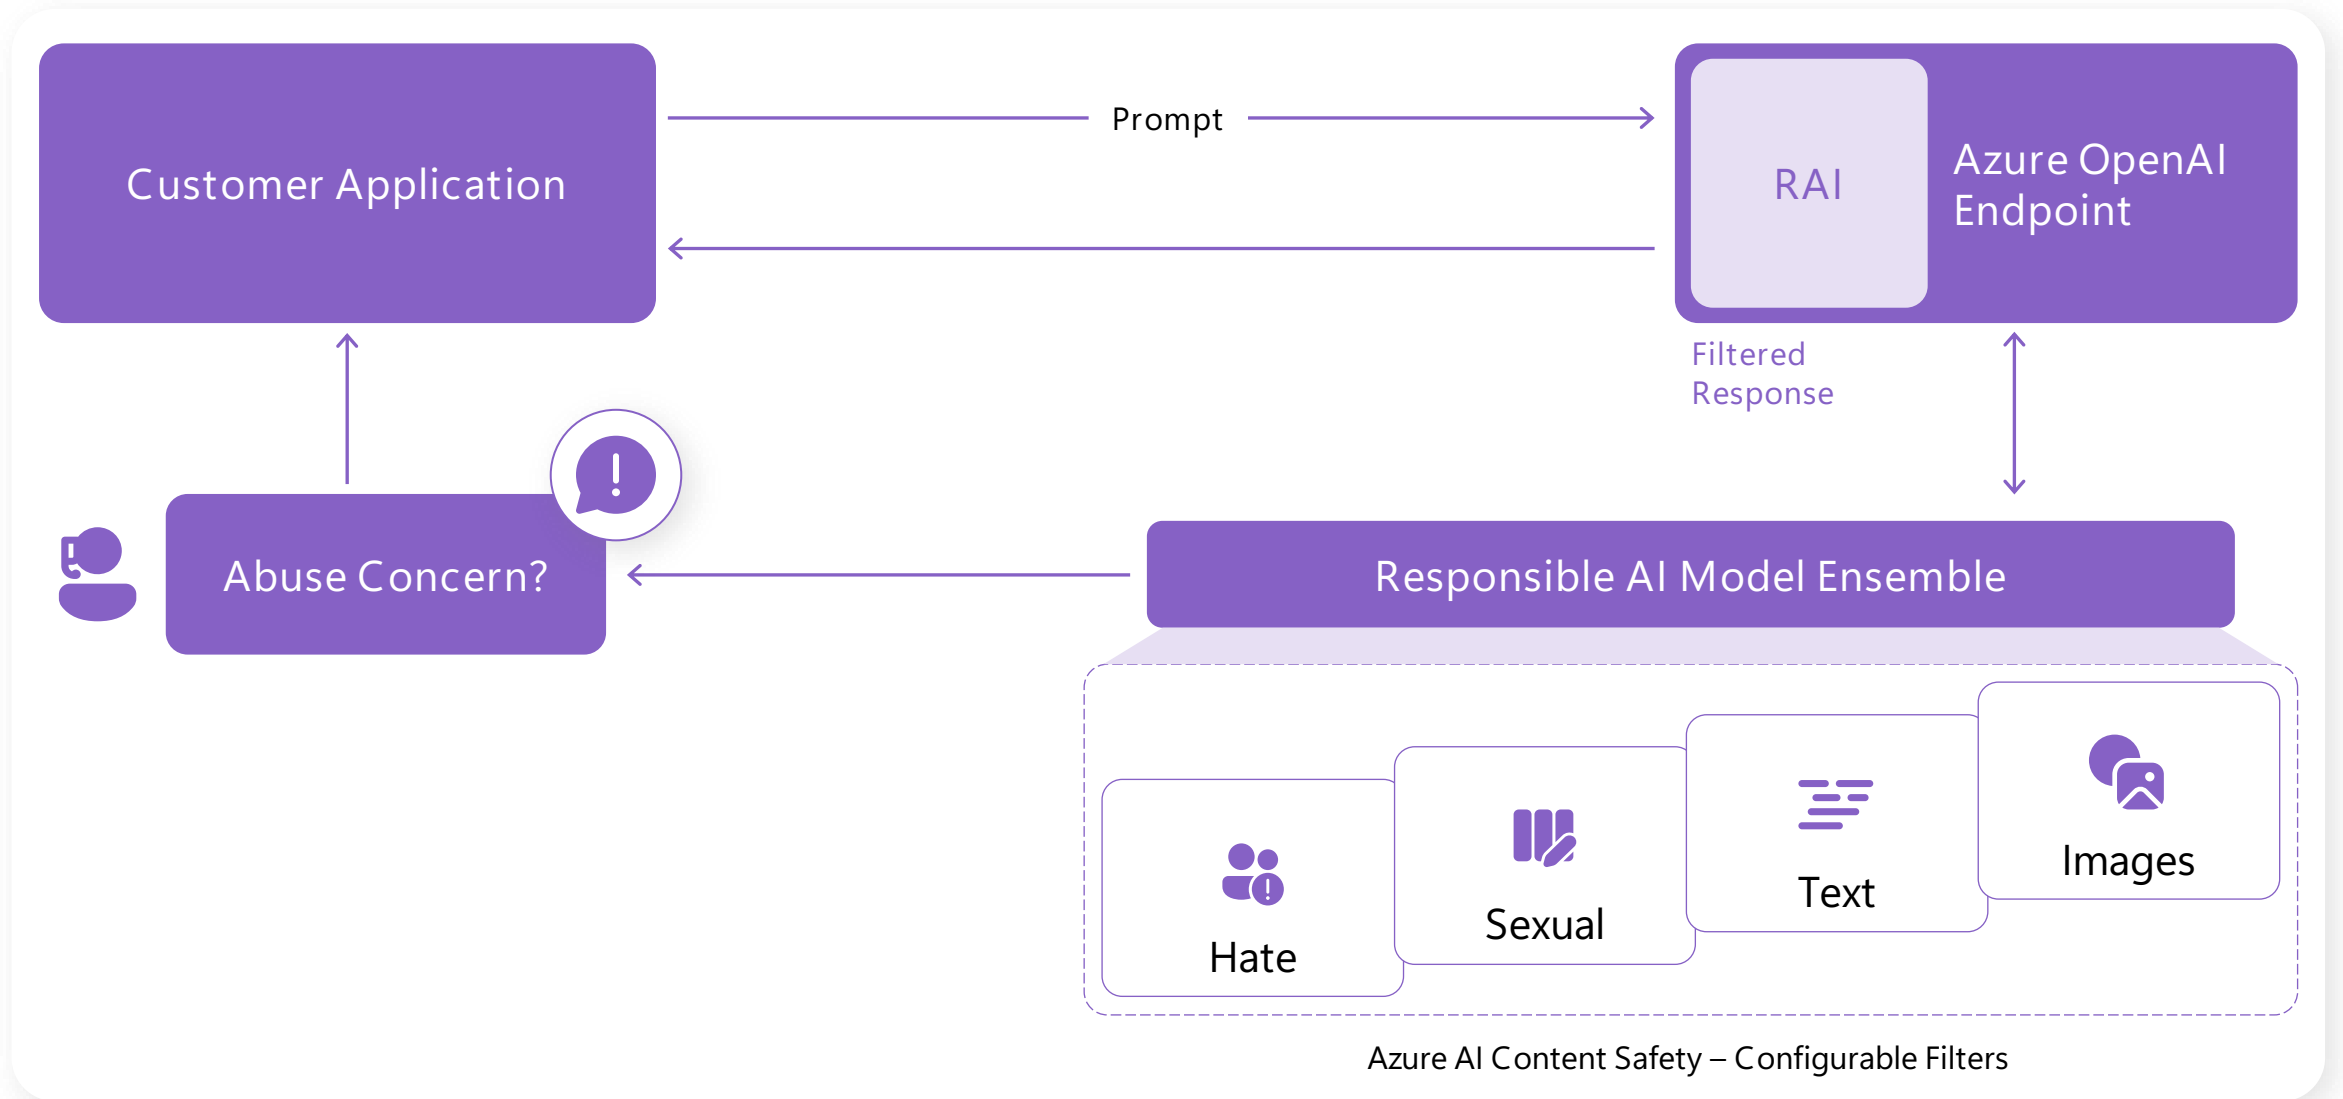 Customer Application
Prompt
RAI
Azure OpenAI
Endpoint
Filtered
Response
Abuse Concern?
Responsible AI Model Ensemble
Hate
Sexual
Text
Images
Azure AI Content Safety – Configurable Filters